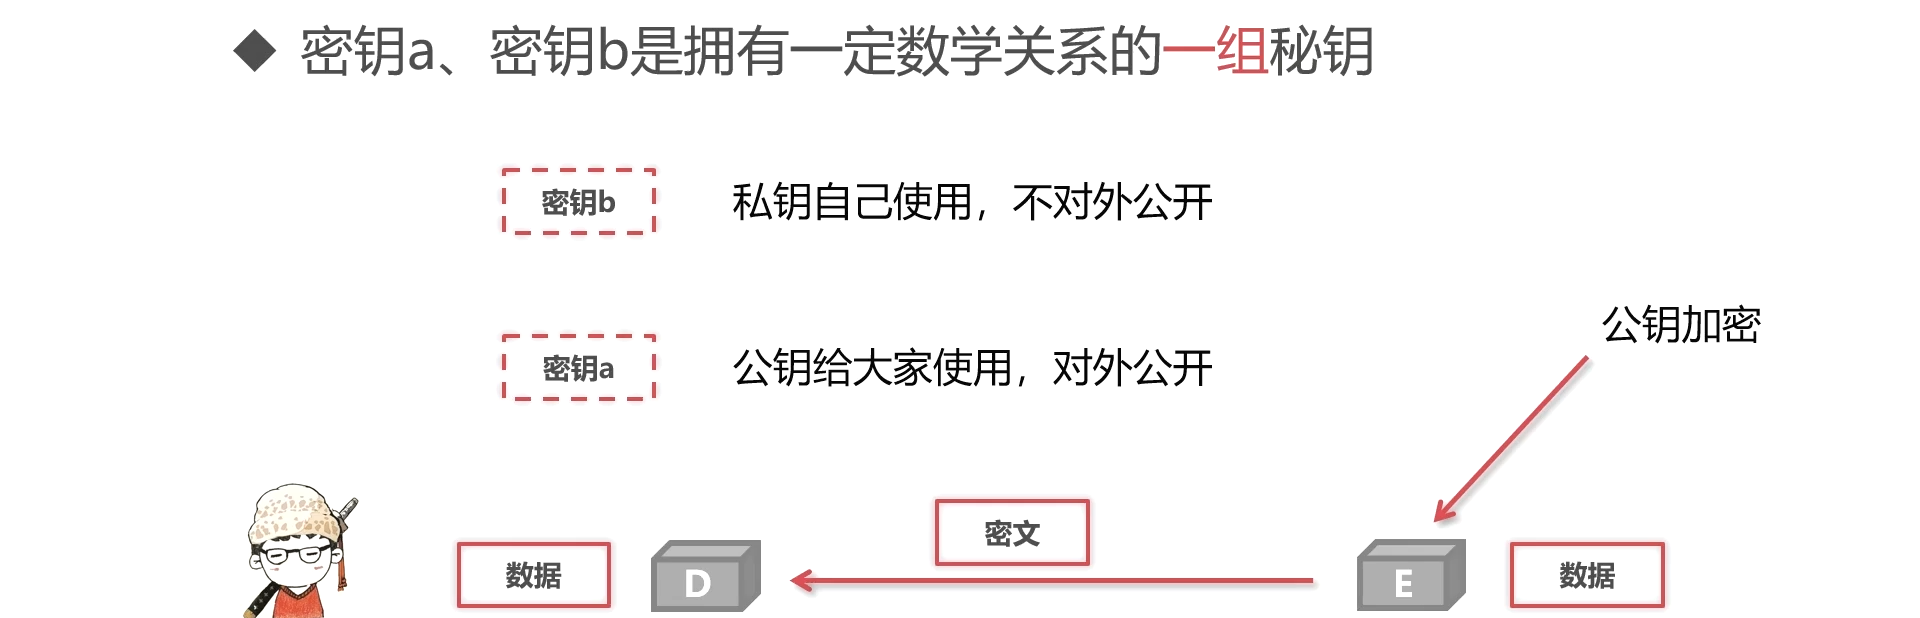 密钥a、密钥b是拥有一定数学关系的一组秘钥
密钥b
私钥自己使用，不对外公开
公钥加密
密钥a
公钥给大家使用，对外公开
密文
数据
D
E
数据